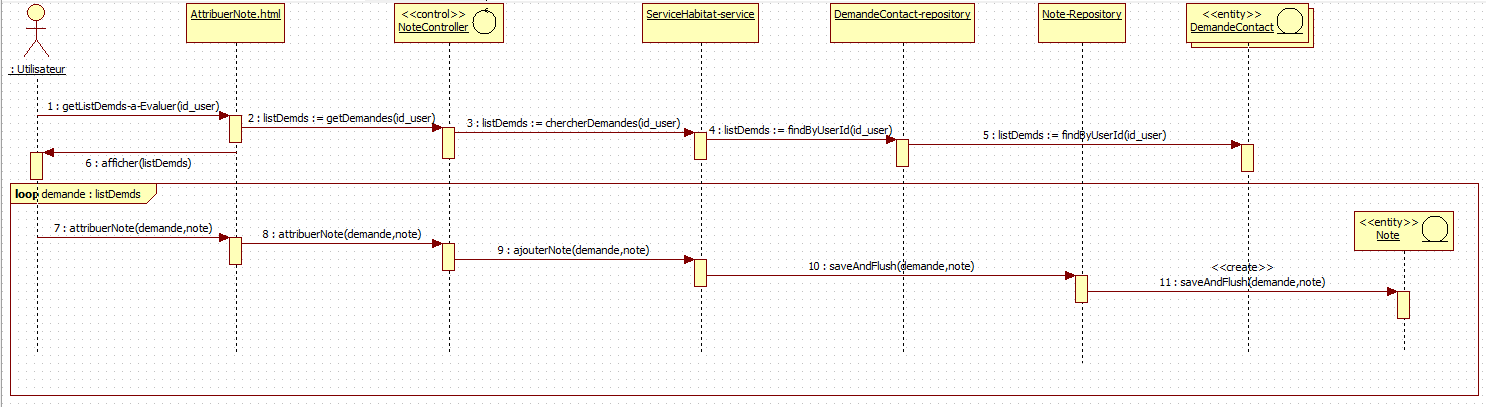 AttribuerNote.html
<<control>>
NoteController
ServiceHabitat-service
DemandeContact-repository
Note-Repository
<<entity>>
DemandeContact
: Utilisateur
1 : getListDemds-a-Evaluer(id_user)
2 : listDemds := getDemandes(id_user)
3 : listDemds := chercherDemandes(id_user)
4 : listDemds := findByUserId(id_user)
5 : listDemds := findByUserId(id_user)
6 : afficher(listDemds)
loop demande : listDemds
<<entity>>
Note
7 : attribuerNote(demande,note)
8 : attribuerNote(demande,note)
9 : ajouterNote(demande,note)
10 : saveAndFlush(demande,note)
<<create>>
11 : saveAndFlush(demande,note)